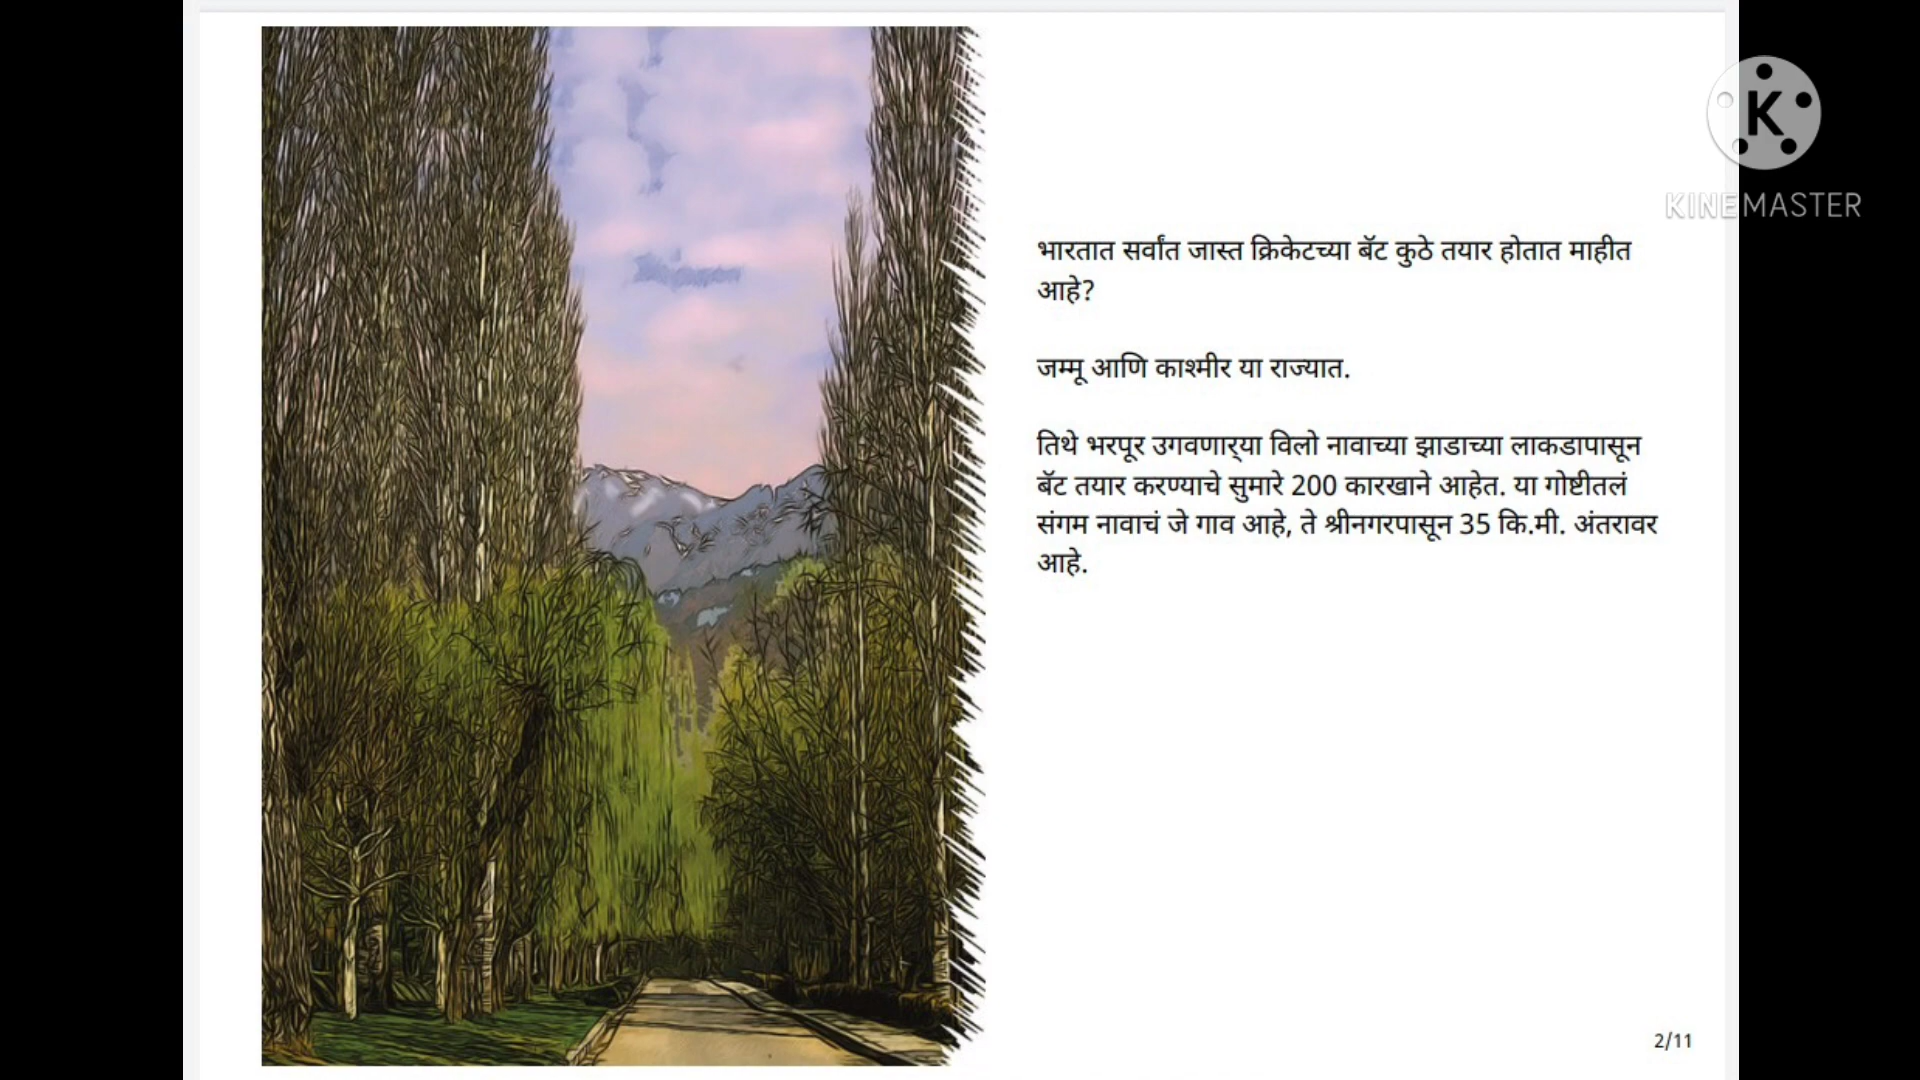 K
KINEMASTER
भारतात सर्वांत जास्त क्रिकेटच्या बॅट कुठे तयार होतात माहीत
आहे?
जम्मू आणि काश्मीर या राज्यात.
तिथे भरपूर उगवणाऱ्या विलो नावाच्या झाडाच्या लाकडापासून
बॅट तयार करण्याचे सुमारे 200 कारखाने आहेत. या गोष्टीतलं
संगम नावाचं जे गाव आहे, ते श्रीनगरपासून 35 कि.मी. अंतरावर
आहे.
2/11